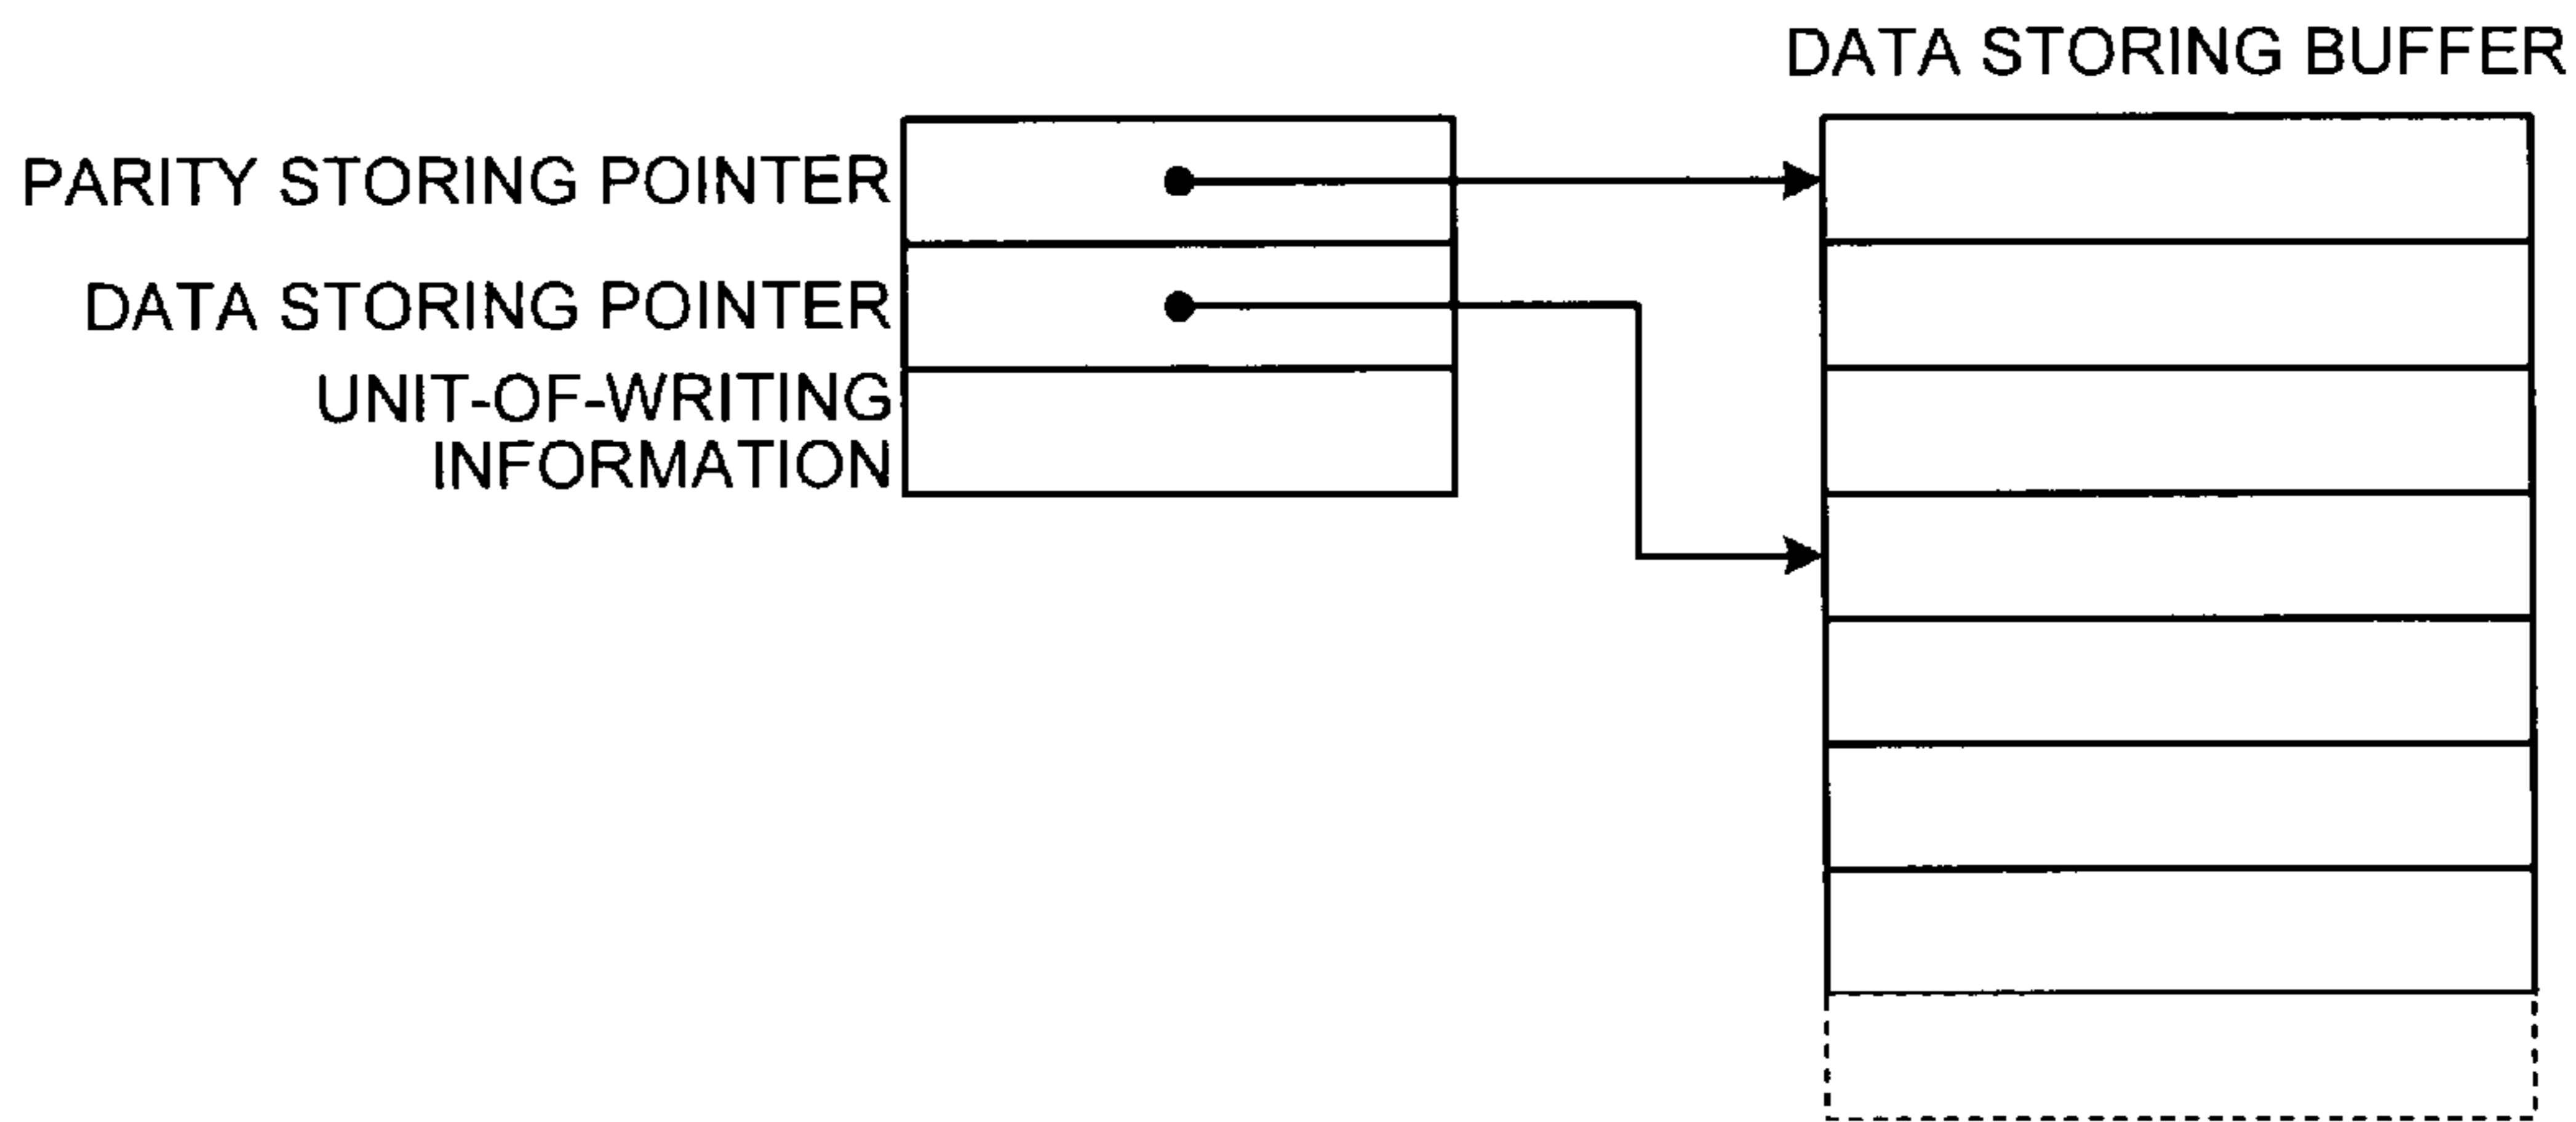 DATA STORING BUFFER
PARITY STORING POINTER
DATA STORING POINTER
UNIT-OF-WRITING
INFORMATION